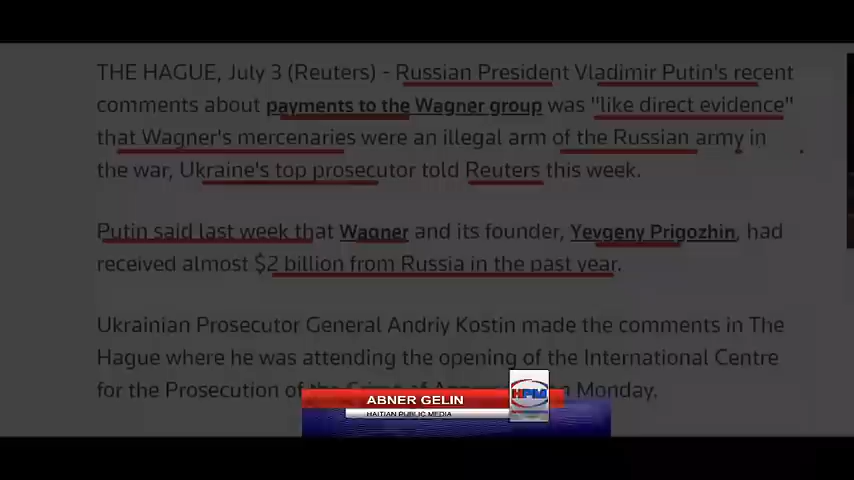 THE HAGUE, July 3 (Reuters) - Russian President Vladimir Putin's recent
comments about payments to the Wagner group was "like direct evidence"
that Wagner's mercenaries were an illegal arm of the Russian army in
the war, Ukraine's top prosecutor told Reuters this week.
Putin said last week that Wagner and its founder, Yevgeny Prigozhin, had
received almost $2 billion from Russia in the past year.
Ukrainian Prosecutor General Andriy Kostin made the comments in The
Hague where he was attending the opening of the International Centre
for the Prosecution of the Crime of Monday.
ABNER GELIN
HAITIAN PUBLIC MEDIA
HPM